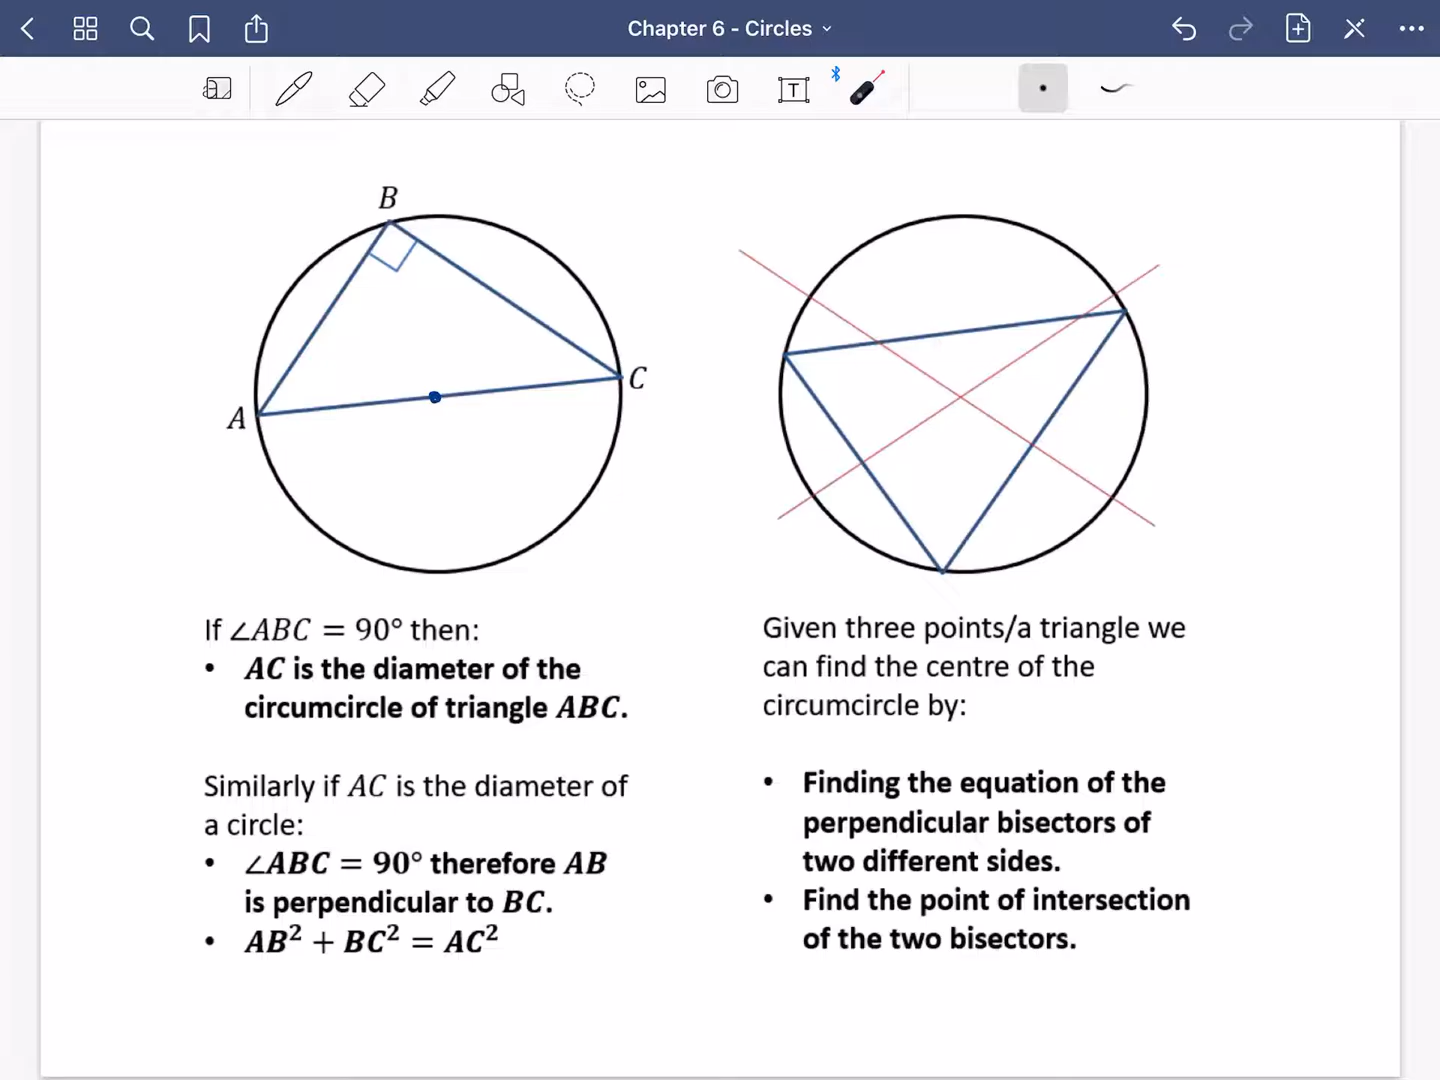 Chapter 6 - Circles
T
B
C
A
If ∠ABC = 90° then:
• AC is the diameter of the
circumcircle of triangle ABC.
Similarly if AC is the diameter of
a circle:
• ∠ABC = 90° therefore AB
is perpendicular to BC.
• AB² + BC² = AC²
Given three points/a triangle we
can find the centre of the
circumcircle by:
• Finding the equation of the
perpendicular bisectors of
two different sides.
• Find the point of intersection
of the two bisectors.